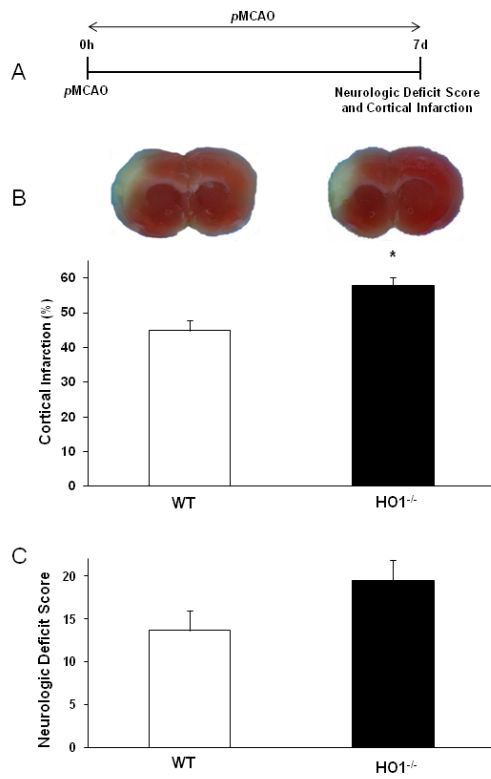 pMCAO
0h 7d
A
pMCAO
Neurologic Deficit Score
and Cortical Infarction
B
*
Cortical Infarction (%)
60
50
40
30
20
10
0
WT HO1-/-
C
Neurologic Deficit Score
20
15
10
5
0
WT HO1-/-